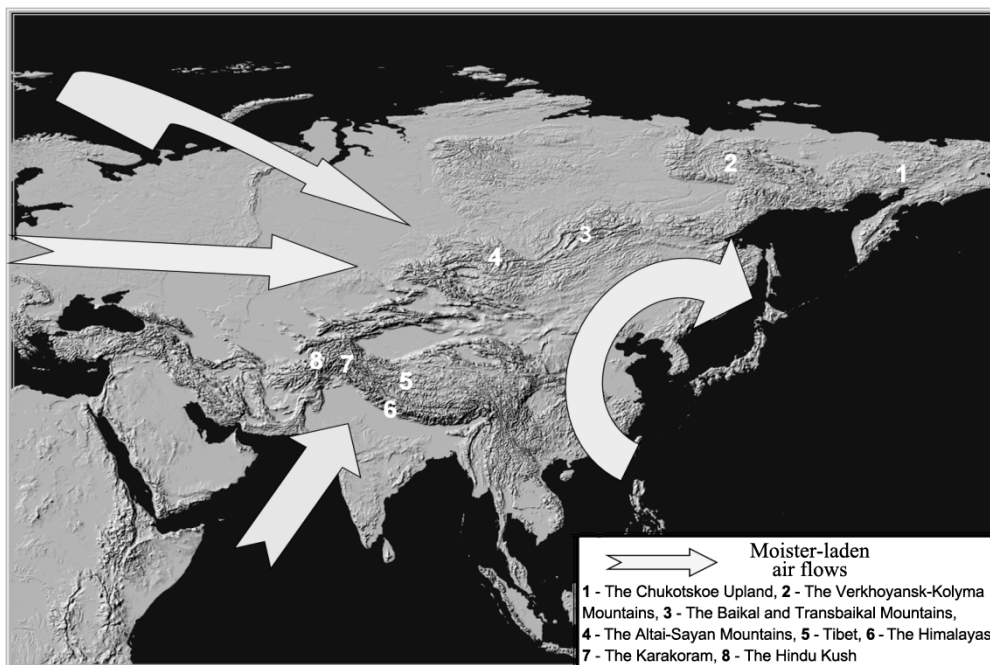 2
1
3
4
8
7
5
6
Moister-laden
air flows
1 - The Chukotskoe Upland, 2 - The Verkhoyansk-Kolyma
Mountains, 3 - The Baikal and Transbaikal Mountains,
4 - The Altai-Sayan Mountains, 5 - Tibet, 6 - The Himalayas
7 - The Karakoram, 8 - The Hindu Kush